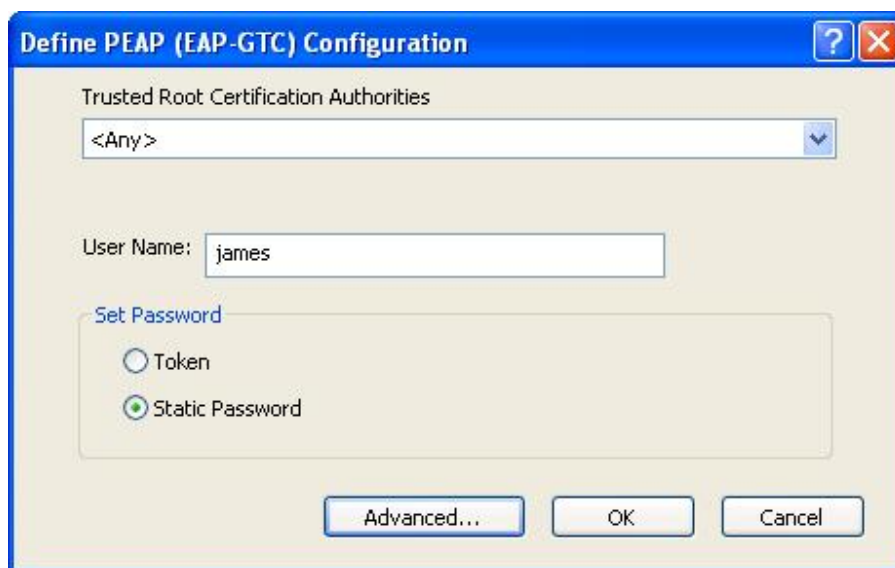 Define PEAP (EAP-GTC) Configuration
?
Trusted Root Certification Authorities
<Any>
User Name: james
Set Password
Token
Static Password
Advanced... OK Cancel